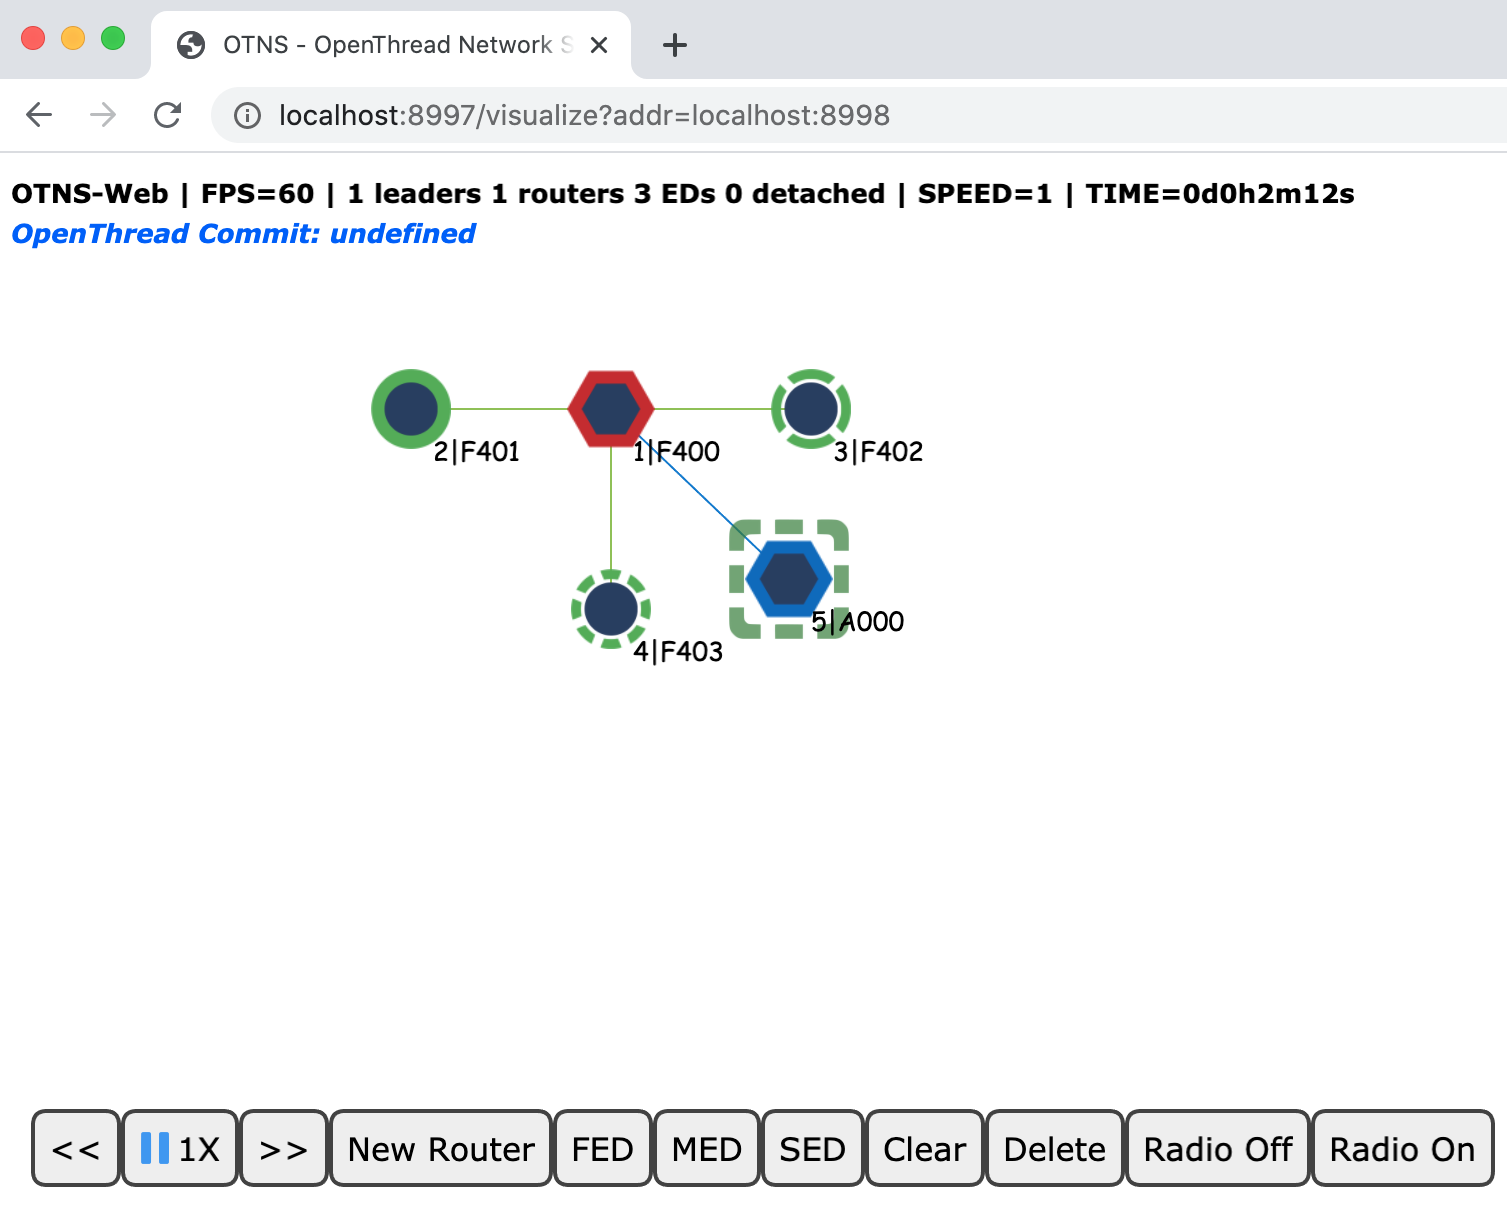 OTNS - OpenThread Network S
localhost:8997/visualize?addr=localhost:8998
OTNS-Web | FPS=60 | 1 leaders 1 routers 3 EDs 0 detached | SPEED=1 | TIME=0d0h2m12s
OpenThread Commit: undefined
2|F401
1|F400
3|F402
5|A000
4|F403
<<
1X
>>
New Router
FED
MED
SED
Clear
Delete
Radio Off
Radio On